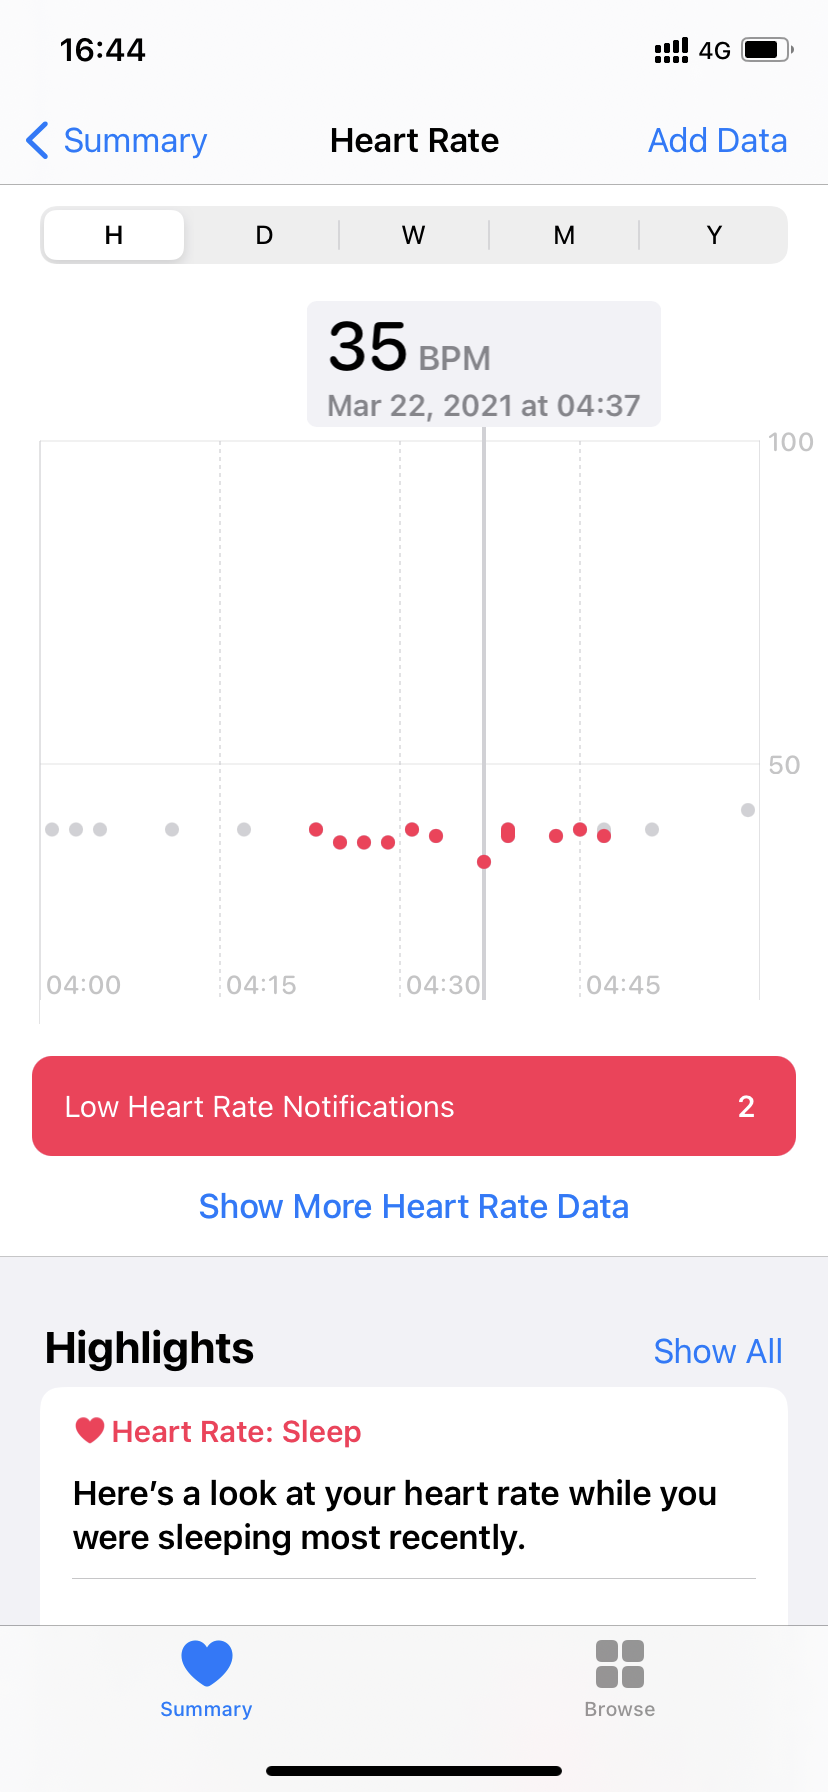 16:44
4G
Summary
Heart Rate
Add Data
H
D
W
M
Y
35 BPM
Mar 22, 2021 at 04:37
100
50
04:00
04:15
04:30
04:45
Low Heart Rate Notifications
2
Show More Heart Rate Data
Highlights
Show All
Heart Rate: Sleep
Here’s a look at your heart rate while you
were sleeping most recently.
Summary
Browse